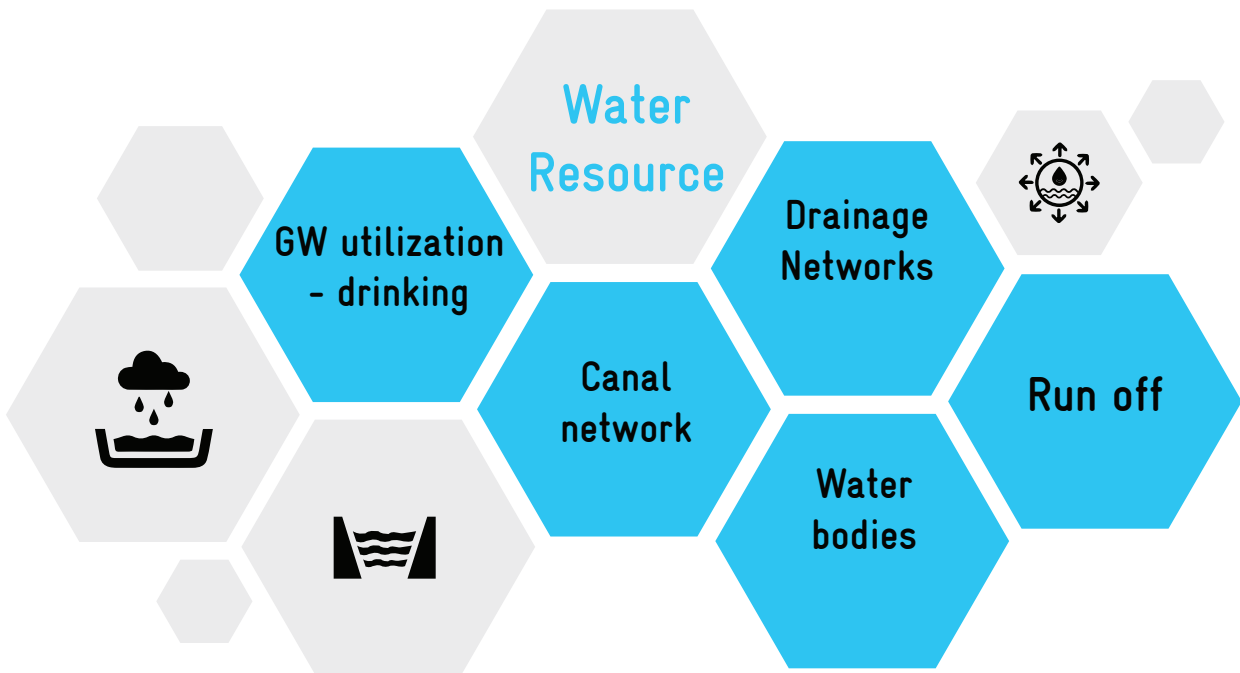 Water
Resource
GW utilization
- drinking
Drainage
Networks
Canal
network
Run off
Water
bodies